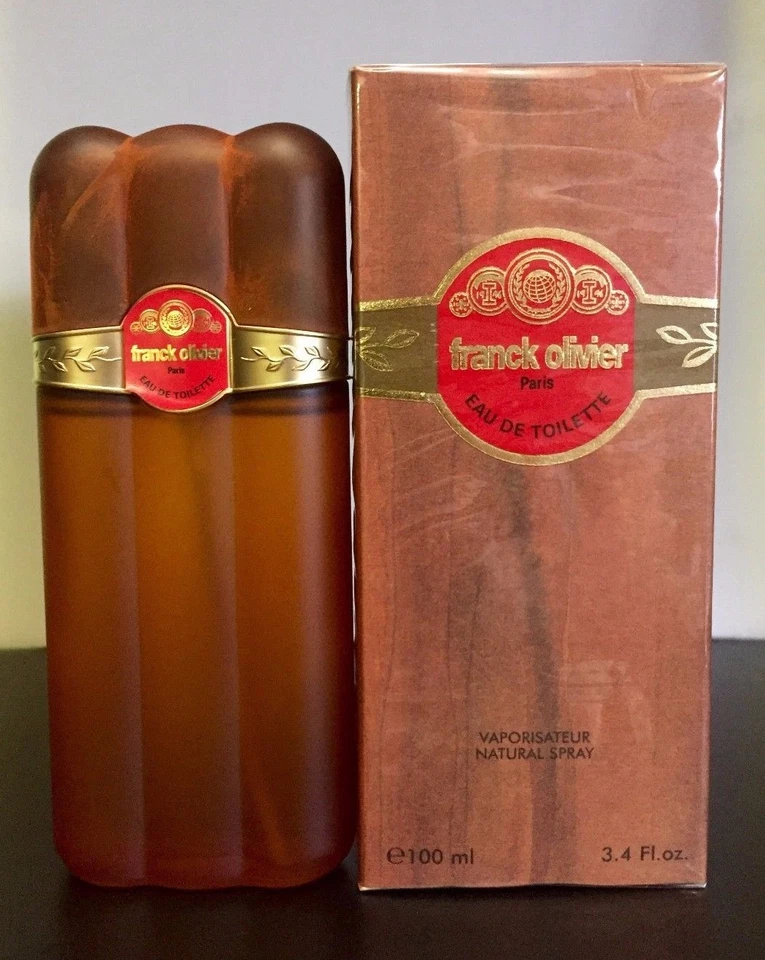 franck olivier
Paris
EAU DE TOILETTE
franck olivier
Paris
EAU DE TOILETTE
VAPORISATEUR
NATURAL SPRAY
℮100 ml
3.4 Fl.oz.